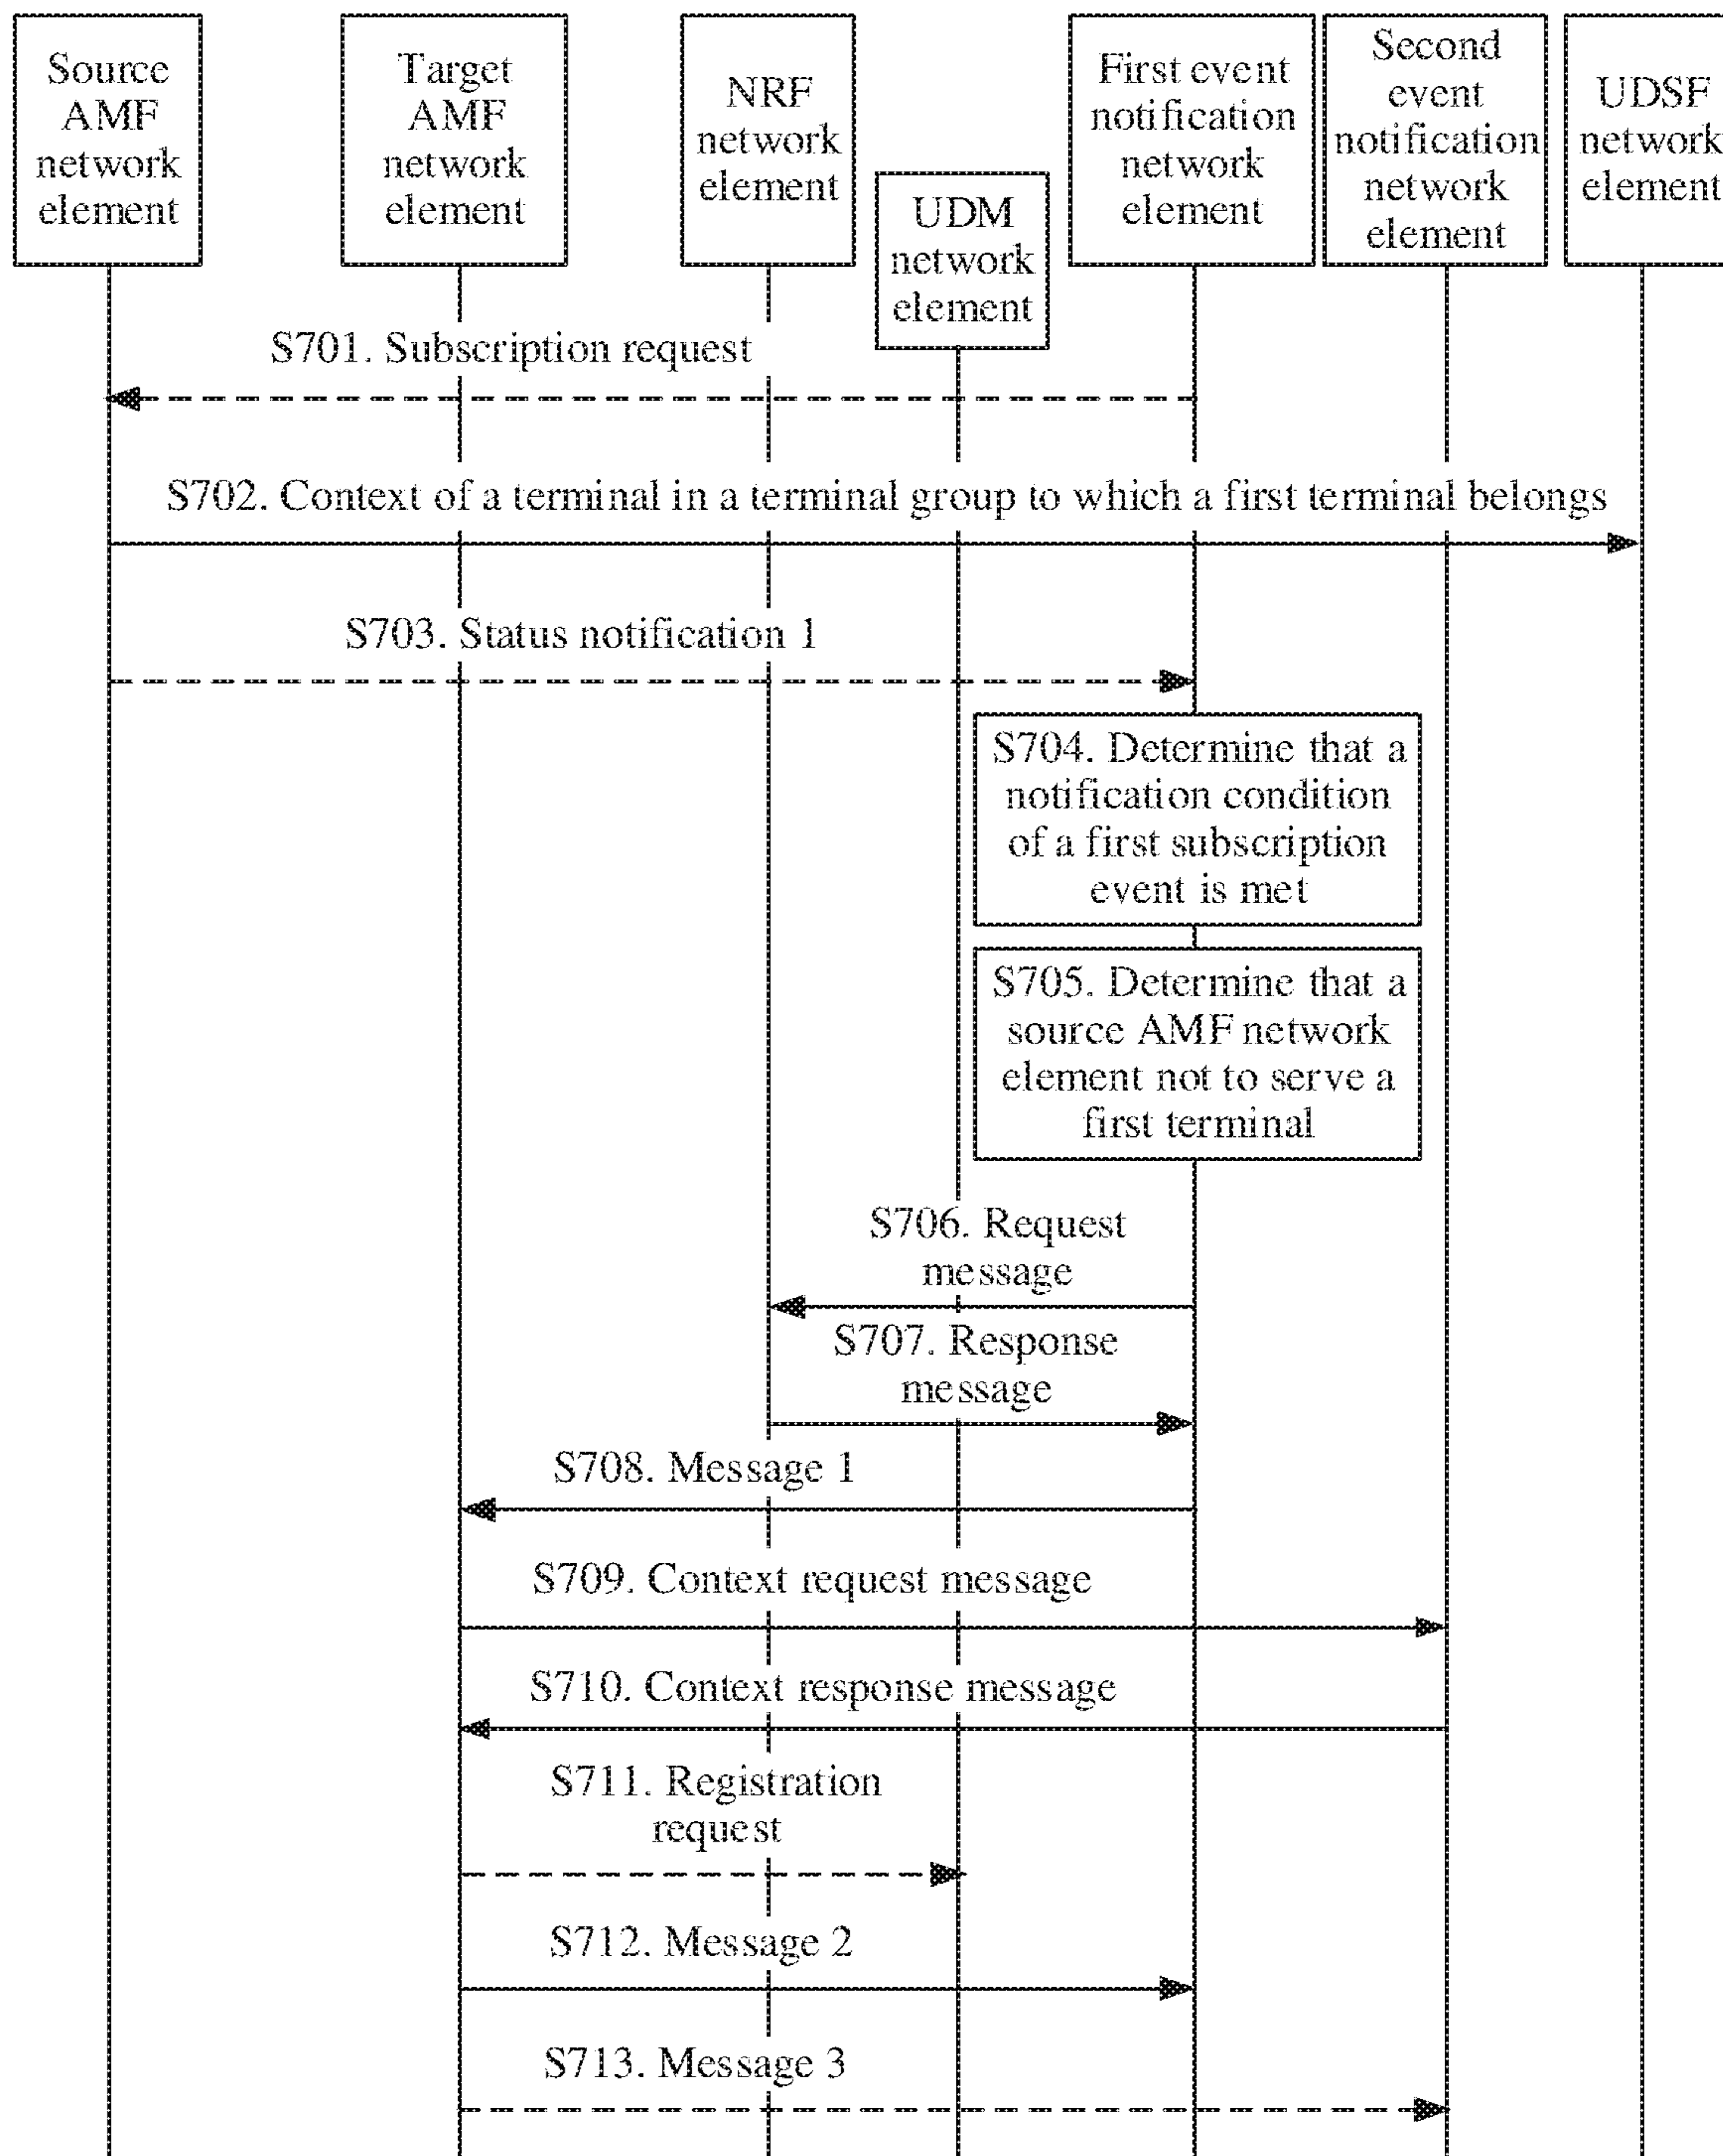 Source
AMF
network
element
Target
AMF
network
element
NRF
network
element
UDM
network
element
First event
notification
network
element
Second
event
notification
network
element
UDSF
network
element
S701. Subscription request
S702. Context of a terminal in a terminal group to which a first terminal belongs
S703. Status notification 1
S704. Determine that a
notification condition
of a first subscription
event is met
S705. Determine that a
source AMF network
element not to serve a
first terminal
S706. Request
message
S707. Response
message
S708. Message 1
S709. Context request message
S710. Context response message
S711. Registration
request
S712. Message 2
S713. Message 3